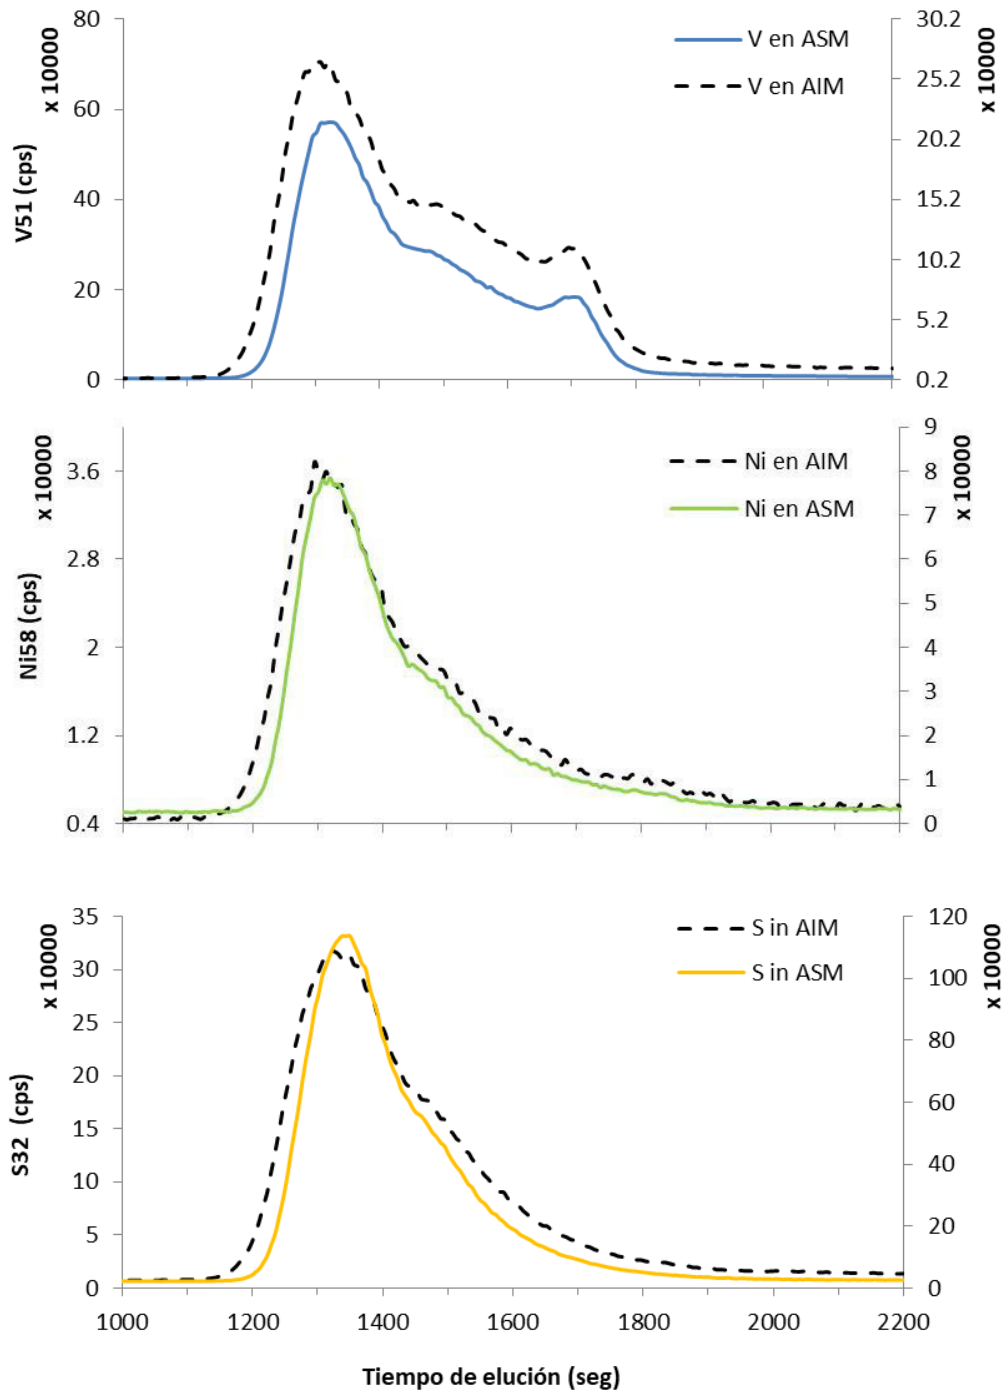 80
60
40
20
0
x 10000
V51 (cps)
V en ASM
V en AIM
30.2
25.2
20.2
15.2
10.2
5.2
0.2
x 10000
3.6
2.8
2
1.2
0.4
x 10000
Ni58 (cps)
Ni en AIM
Ni en ASM
9
8
7
6
5
4
3
2
1
0
x 10000
35
30
25
20
15
10
5
0
x 10000
S32 (cps)
S in AIM
S in ASM
120
100
80
60
40
20
0
x 10000
1000 1200 1400 1600 1800 2000 2200
Tiempo de elución (seg)